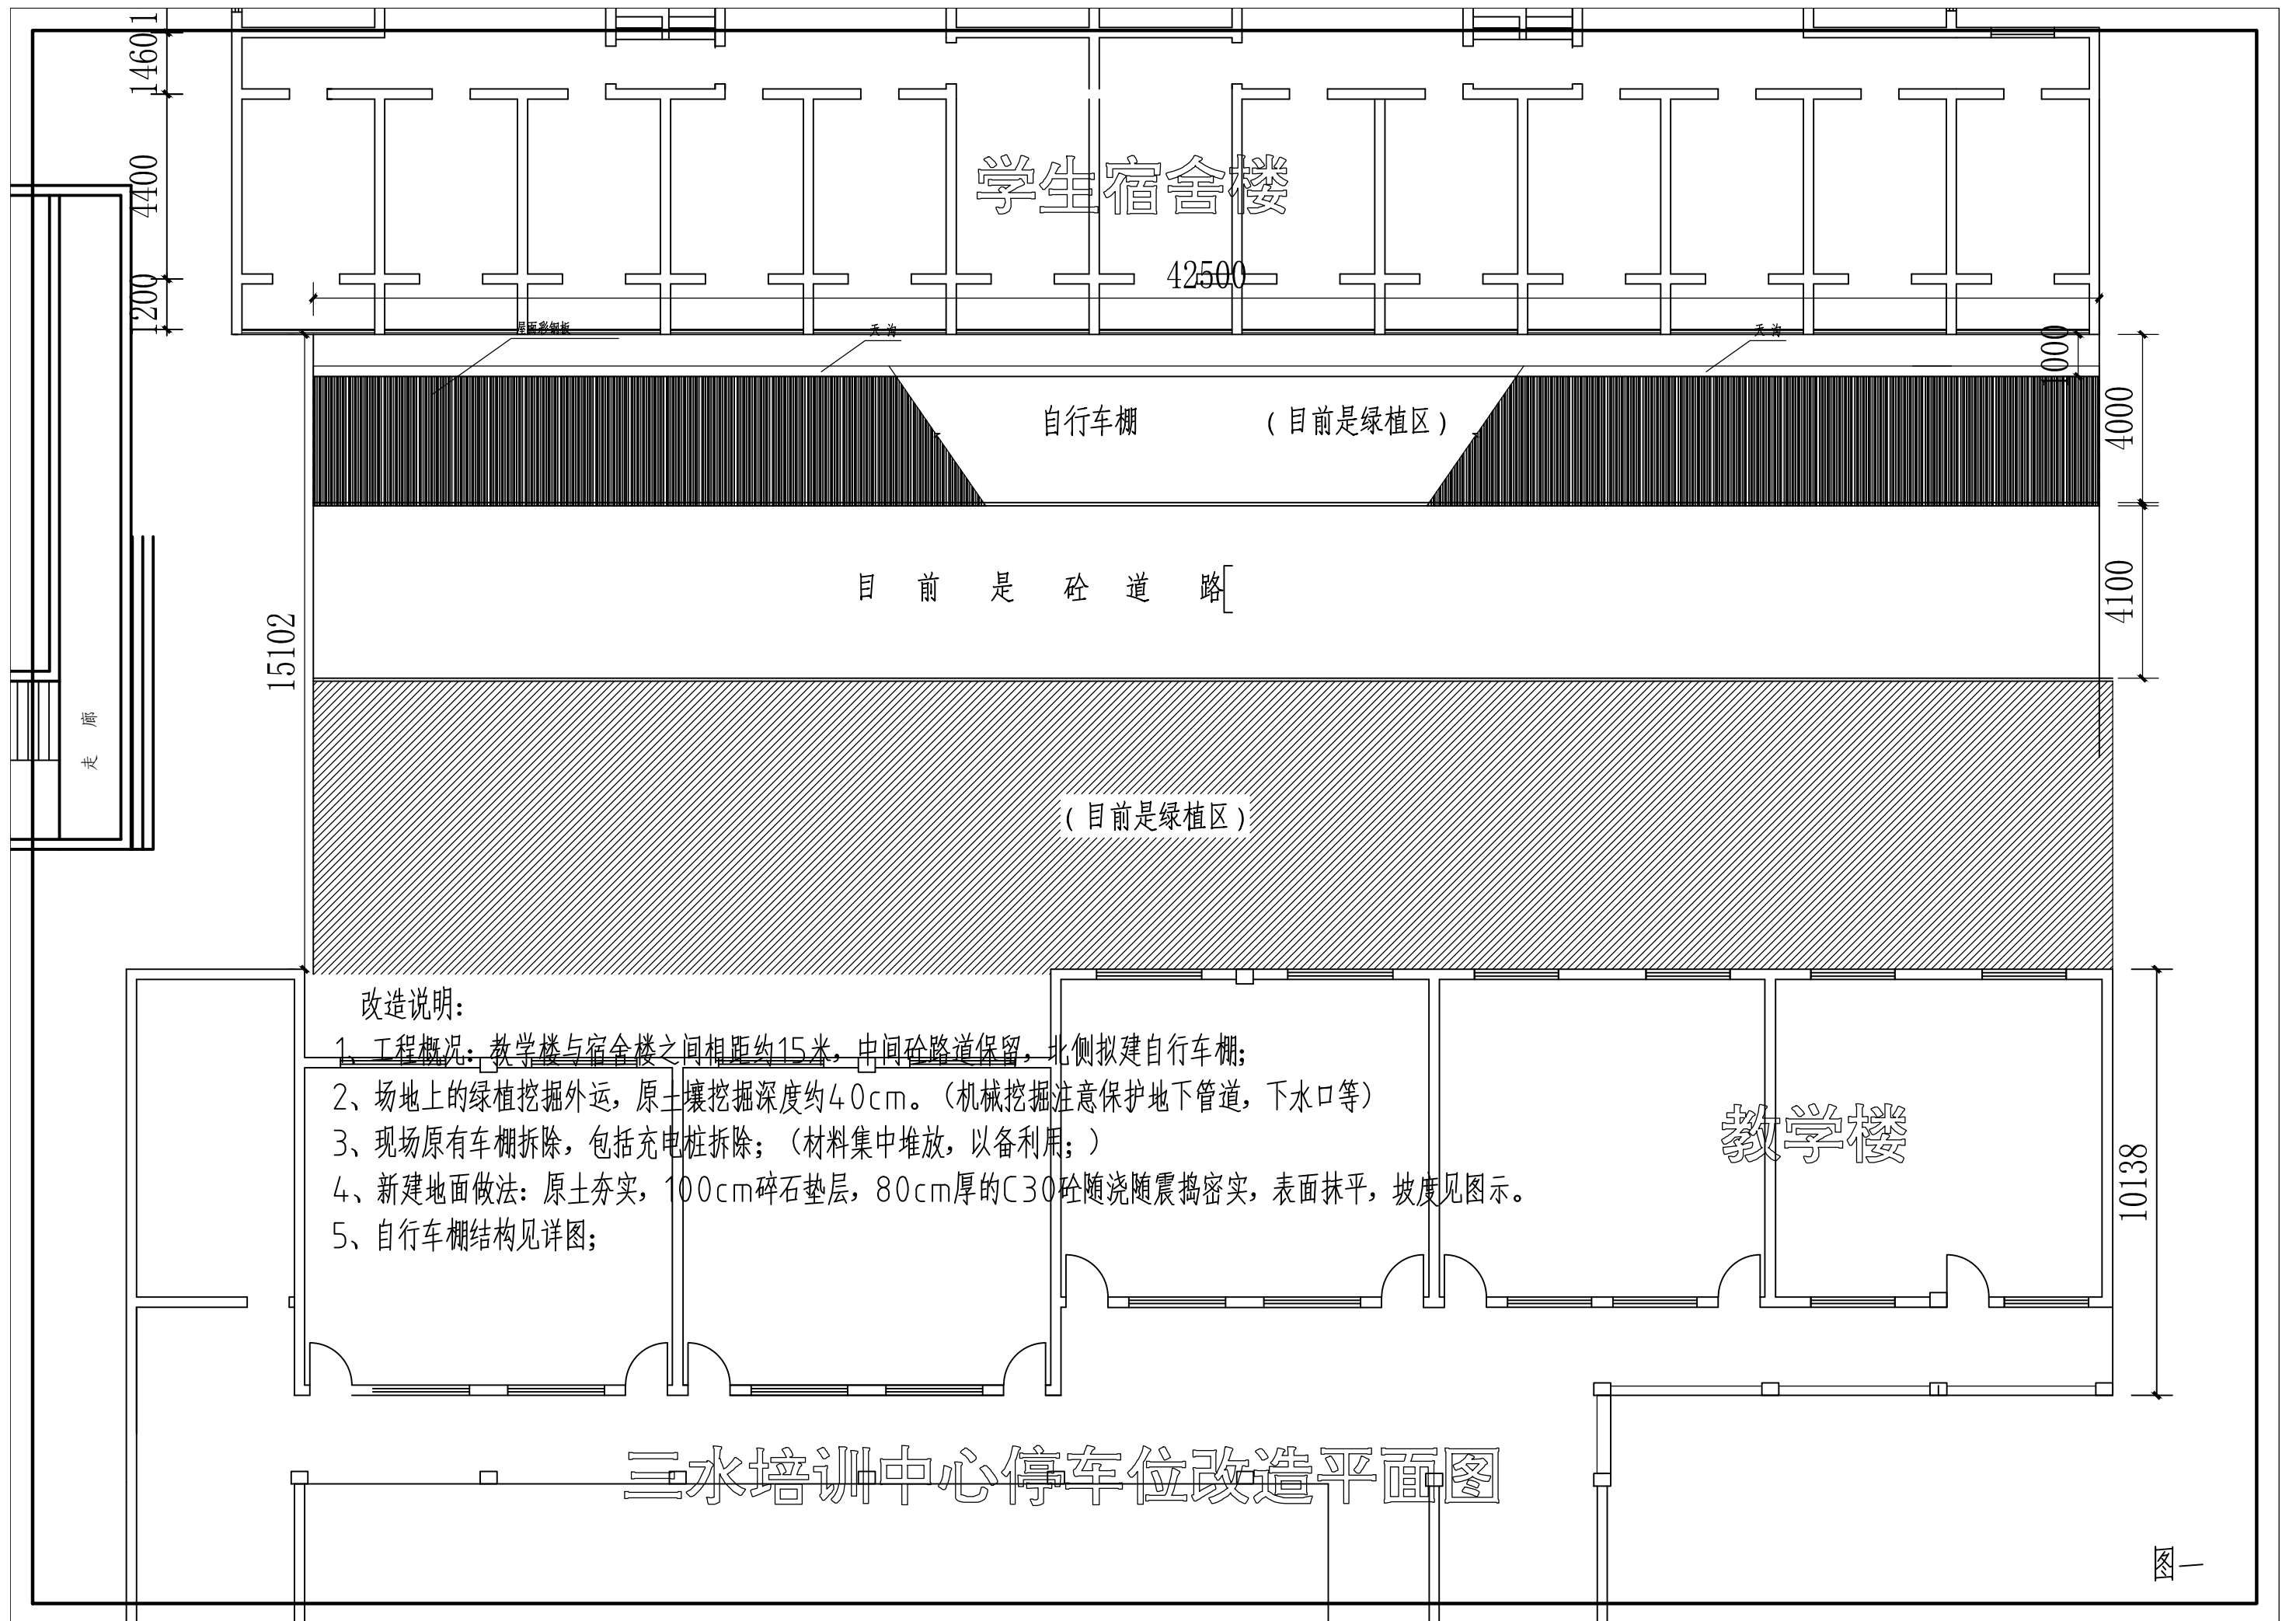 14601
4400
1200
学生宿舍楼
42500
屋面彩钢板
天沟
天沟
1000
4000
自行车棚 （目前是绿植区）
目前是砼道路
4100
15102
走廊
（目前是绿植区）
改造说明：
1、工程概况：教学楼与宿舍楼之间相距约15米，中间砼路道保留，北侧拟建自行车棚；
2、场地上的绿植挖掘外运，原土壤挖掘深度约40cm。（机械挖掘注意保护地下管道，下水口等）
3、现场原有车棚拆除，包括充电桩拆除；（材料集中堆放，以备利用；）
4、新建地面做法：原土夯实，100cm碎石垫层，80cm厚的C30砼随浇随震捣密实，表面抹平，坡度见图示。
5、自行车棚结构见详图；
教学楼
10138
三水培训中心停车位改造平面图
图一